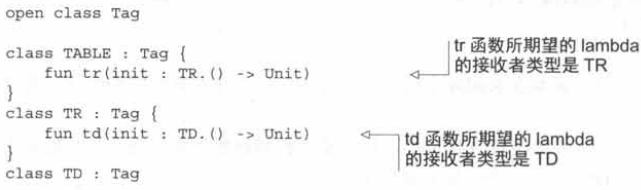 open class Tag
class TABLE : Tag {
    fun tr(init : TR.() -> Unit)
tr 函数所期望的 lambda
的接收者类型是 TR
}
class TR : Tag {
    fun td(init : TD.() -> Unit)
td 函数所期望的 lambda
的接收者类型是 TD
}
class TD : Tag